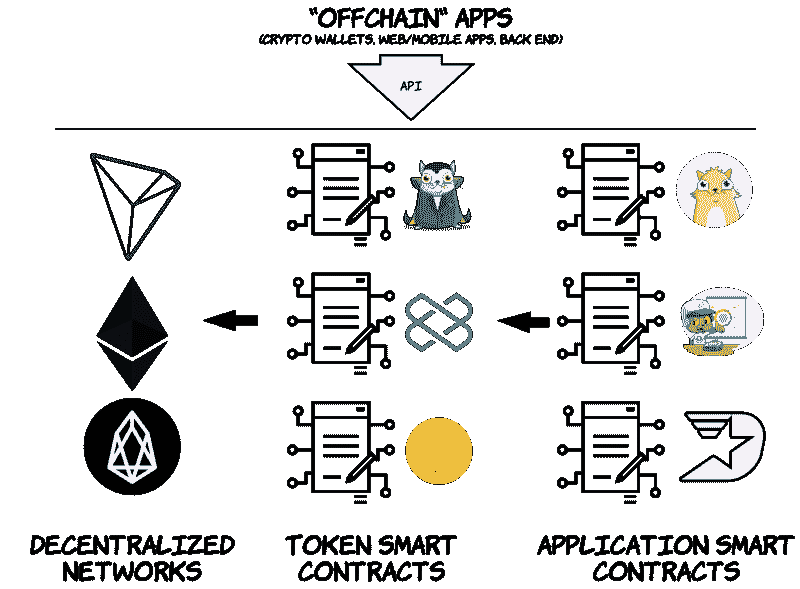 "OFFCHAIN" APPS
(CRYPTO WALLETS, WEB/MOBILE APPS, BACK END)
API
DECENTRALIZED
NETWORKS
TOKEN SMART
CONTRACTS
APPLICATION SMART
CONTRACTS